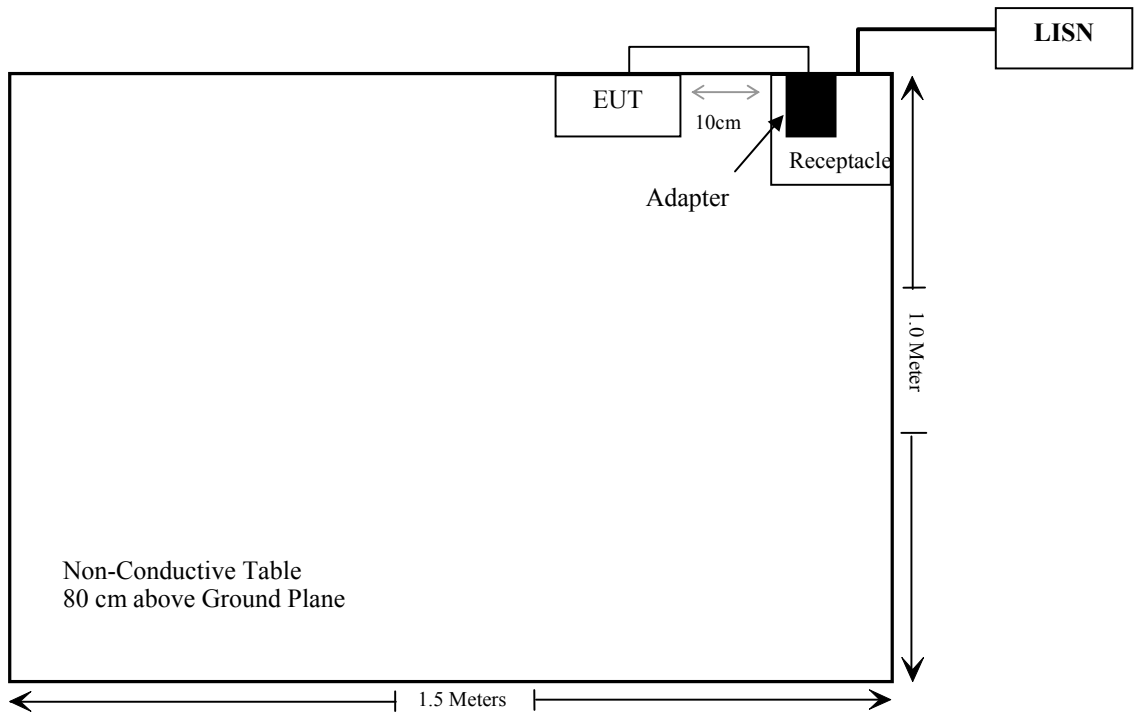 LISN
EUT
10cm
Receptacle
Adapter
1.0 Meter
Non-Conductive Table
80 cm above Ground Plane
1.5 Meters